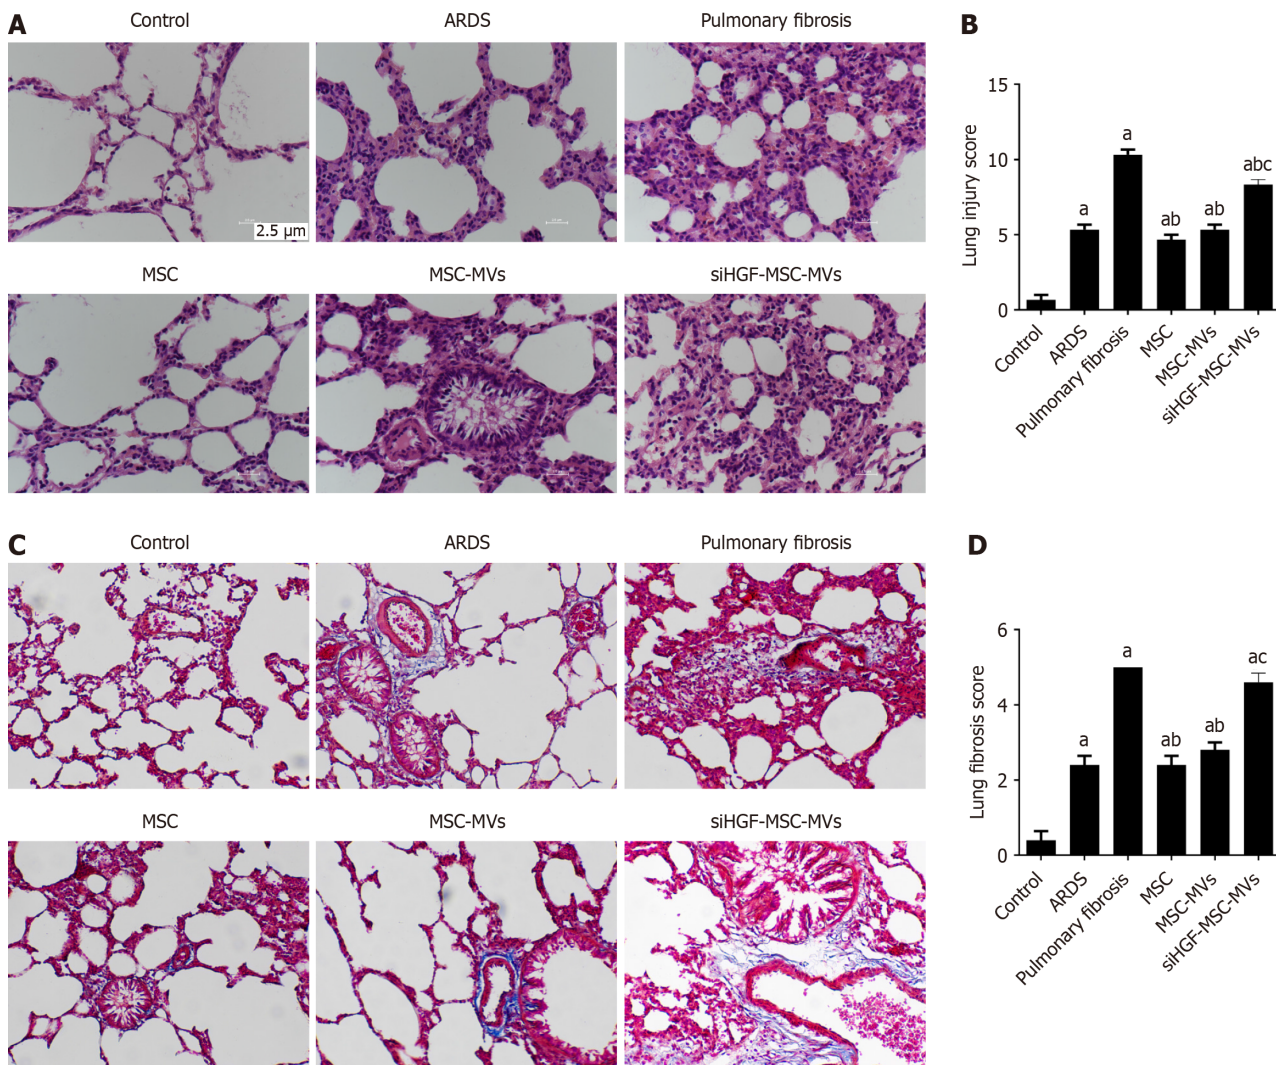 A
Control
ARDS
Pulmonary fibrosis
2.5 μm
MSC
MSC-MVs
siHGF-MSC-MVs
B
Lung injury score
15
10
5
0
a
a
ab
ab
abc
Control
ARDS
Pulmonary fibrosis
MSC
MSC-MVs
siHGF-MSC-MVs
C
Control
ARDS
Pulmonary fibrosis
MSC
MSC-MVs
siHGF-MSC-MVs
D
Lung fibrosis score
6
4
2
0
a
a
ab
ab
ac
Control
ARDS
Pulmonary fibrosis
MSC
MSC-MVs
siHGF-MSC-MVs